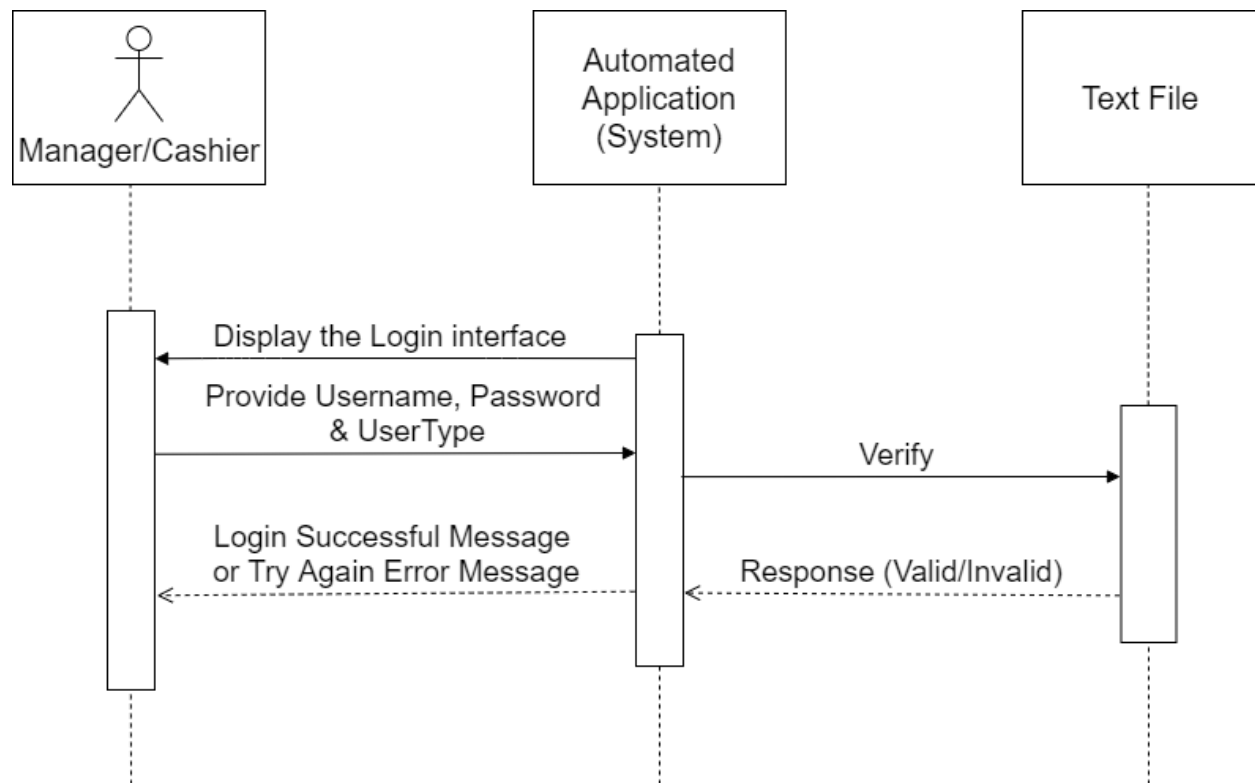 Manager/Cashier
Automated
Application
(System)
Text File
Display the Login interface
Provide Username, Password
& UserType
Verify
Login Successful Message
or Try Again Error Message
Response (Valid/Invalid)